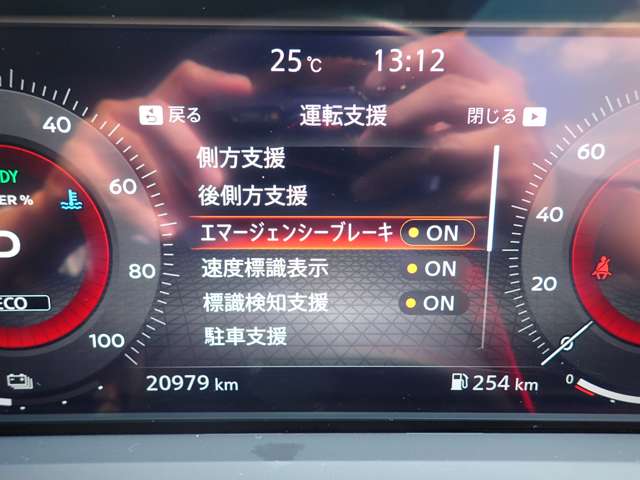 25℃ 13:12
戻る 運転支援 閉じる
側方支援
後側方支援
エマージェンシーブレーキ ON
速度標識表示 ON
標識検知支援 ON
駐車支援
40
60
80
100
DY
ER %
D
ECO
60
40
20
0
0
20979 km 254 km